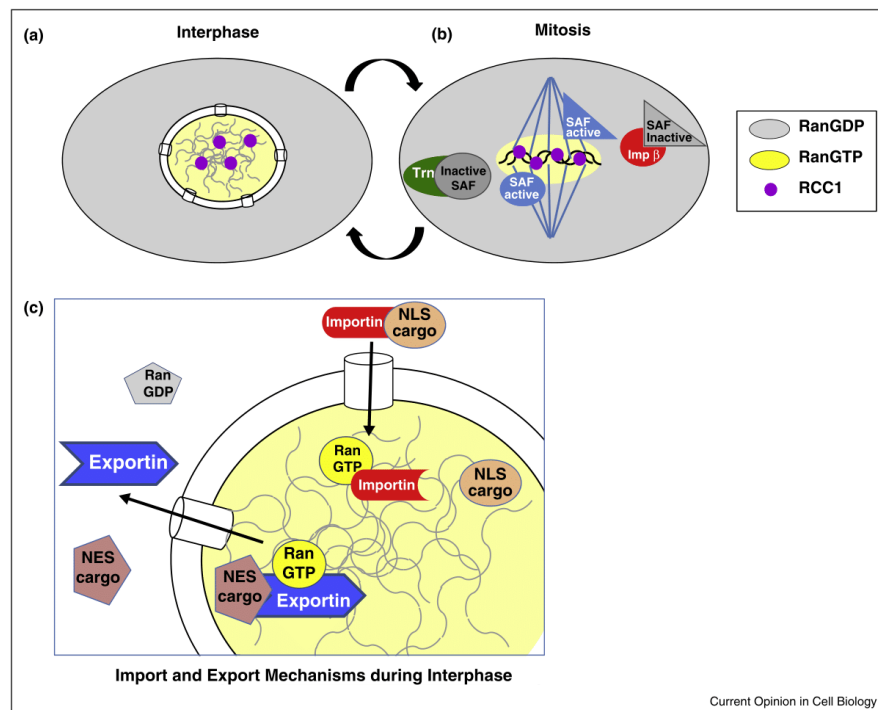 (a)
Interphase
(b)
Mitosis
SAF
active
SAF
Inactive
Imp β
Trn
Inactive
SAF
SAF
active
RanGDP
RanGTP
RCC1
(c)
Importin
NLS
cargo
Ran
GDP
Exportin
Ran
GTP
Importin
NLS
cargo
NES
cargo
Ran
GTP
NES
cargo
Exportin
Import and Export Mechanisms during Interphase
Current Opinion in Cell Biology